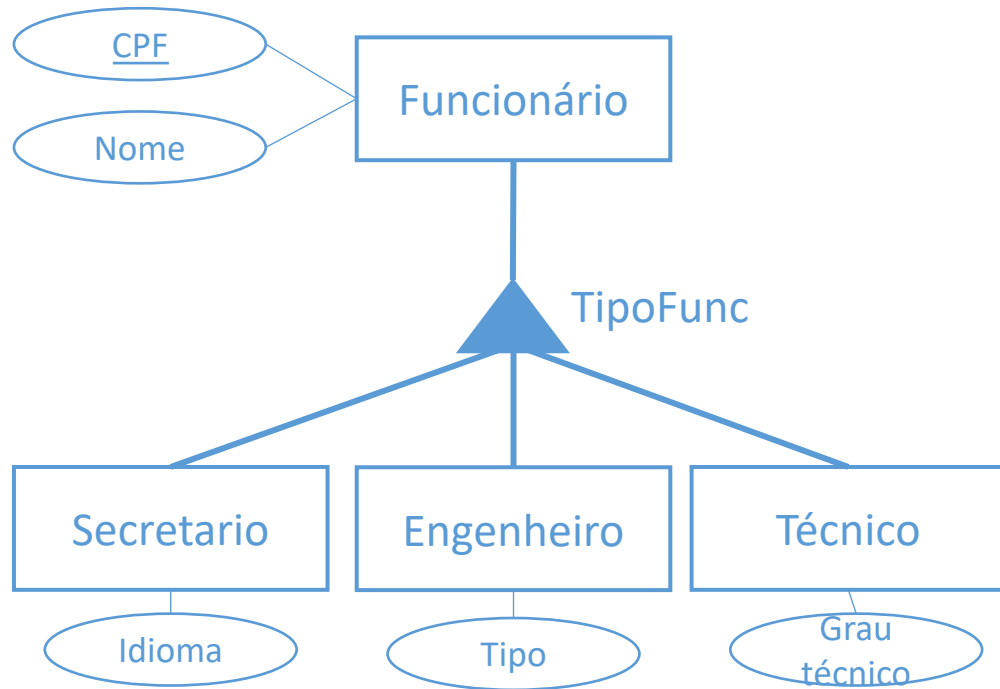 CPF
Funcionário
Nome
TipoFunc
Secretario
Engenheiro
Técnico
Idioma
Tipo
Grau
técnico